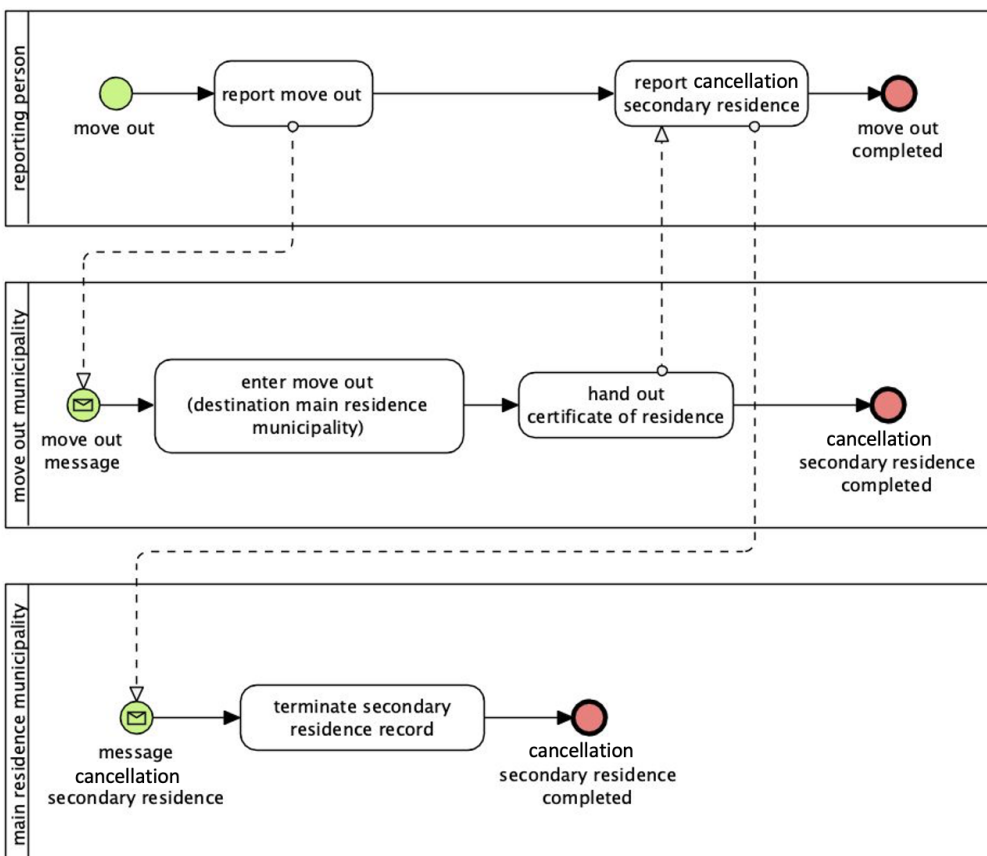 reporting person
move out
report move out
report cancellation
secondary residence
move out
completed
move out municipality
move out
message
enter move out
(destination main residence
municipality)
hand out
certificate of residence
cancellation
secondary residence
completed
main residence municipality
message
cancellation
secondary residence
terminate secondary
residence record
cancellation
secondary residence
completed